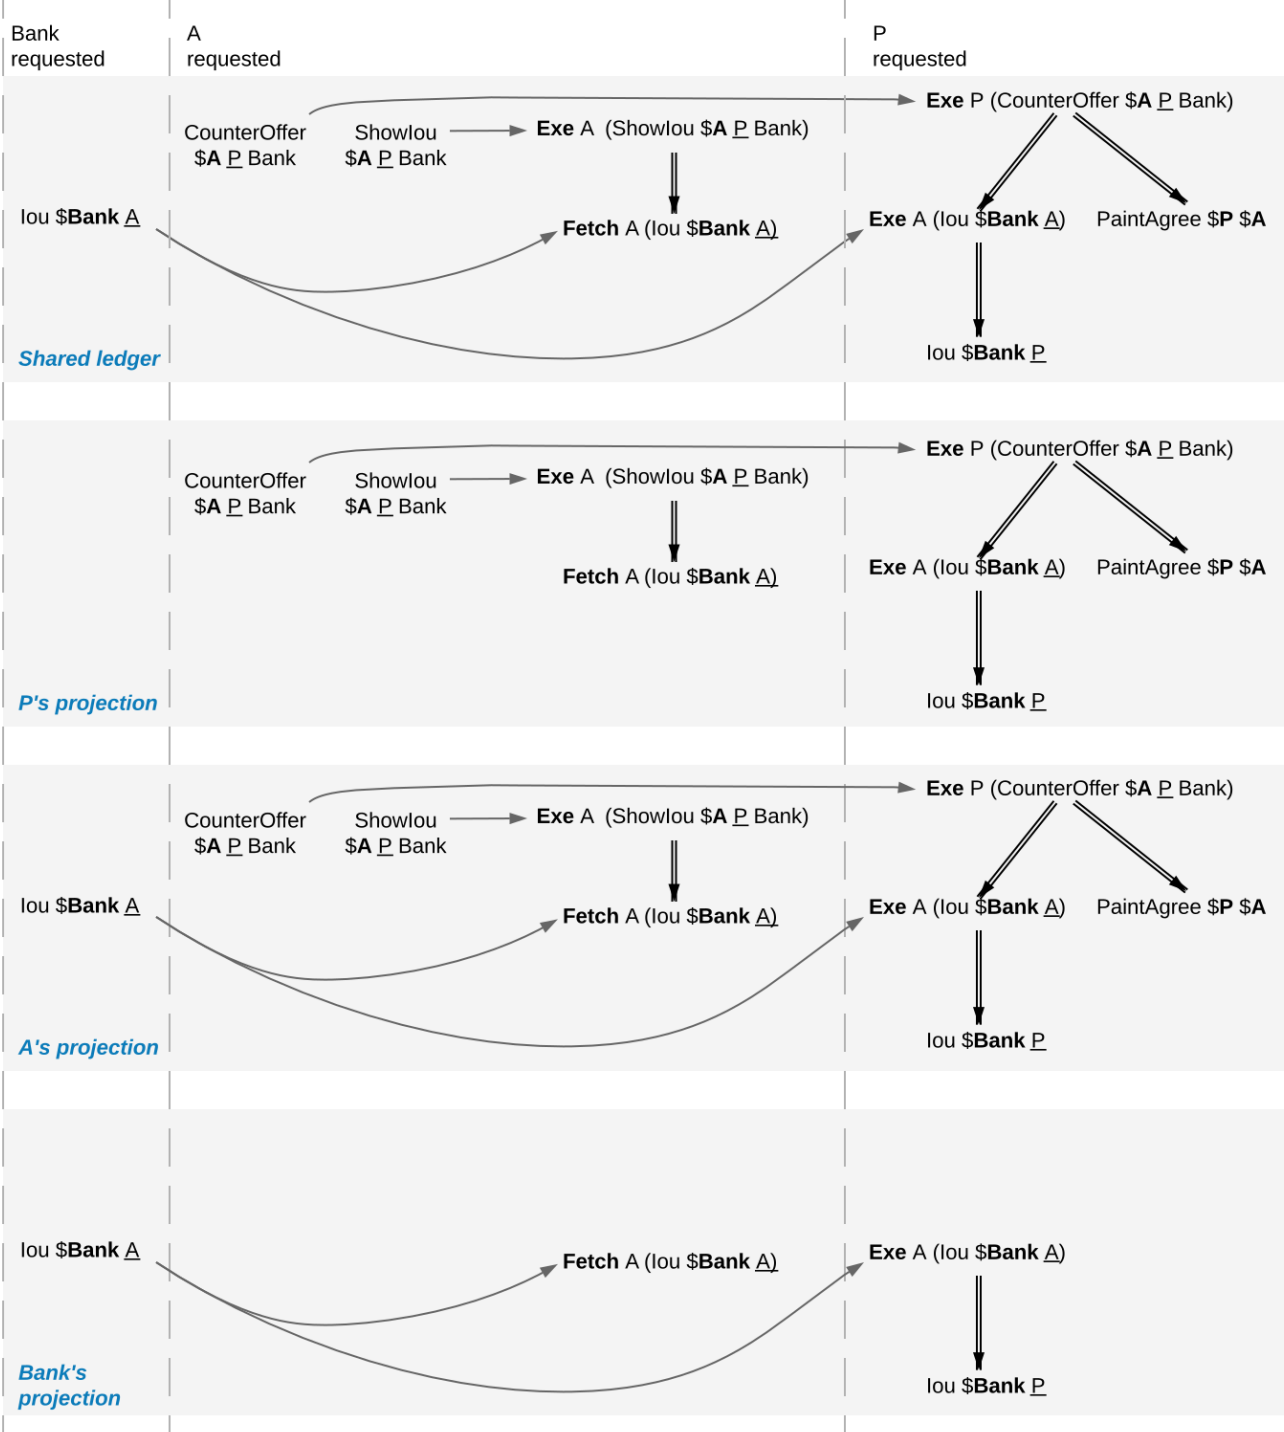 Bank
requested
A
requested
P
requested
Exe P (CounterOffer $A P Bank)
CounterOffer
$A P Bank
ShowIou
$A P Bank
Exe A (ShowIou $A P Bank)
Iou $Bank A
Fetch A (Iou $Bank A)
Exe A (Iou $Bank A)
PaintAgree $P $A
Iou $Bank P
Shared ledger
Exe P (CounterOffer $A P Bank)
CounterOffer
$A P Bank
ShowIou
$A P Bank
Exe A (ShowIou $A P Bank)
Fetch A (Iou $Bank A)
Exe A (Iou $Bank A)
PaintAgree $P $A
Iou $Bank P
P's projection
Exe P (CounterOffer $A P Bank)
CounterOffer
$A P Bank
ShowIou
$A P Bank
Exe A (ShowIou $A P Bank)
Iou $Bank A
Fetch A (Iou $Bank A)
Exe A (Iou $Bank A)
PaintAgree $P $A
Iou $Bank P
A's projection
Iou $Bank A
Fetch A (Iou $Bank A)
Exe A (Iou $Bank A)
Iou $Bank P
Bank's
projection